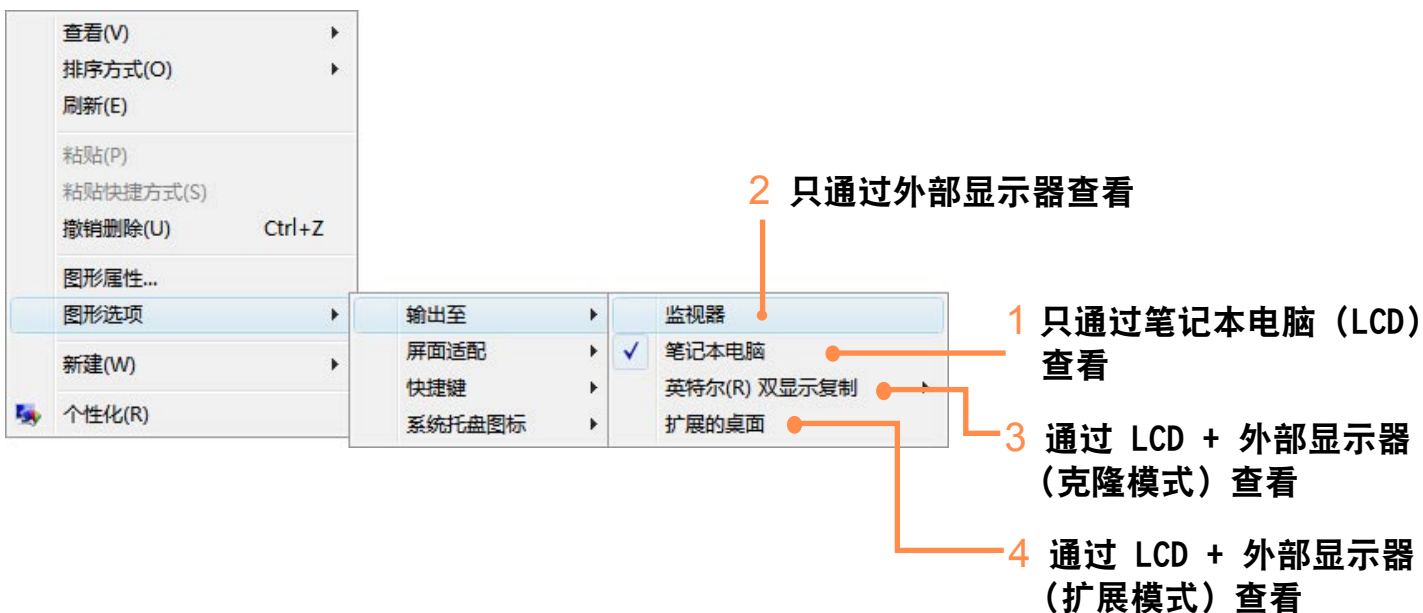 查看(V)
排序方式(O)
刷新(E)
粘贴(P)
粘贴快捷方式(S)
撤销删除(U) Ctrl+Z
图形属性...
图形选项
新建(W)
个性化(R)
输出至
屏面适配
快捷键
系统托盘图标
监视器
笔记本电脑
英特尔(R) 双显示复制
扩展的桌面
2 只通过外部显示器查看
1 只通过笔记本电脑 (LCD)
查看
3 通过 LCD + 外部显示器
(克隆模式) 查看
4 通过 LCD + 外部显示器
(扩展模式) 查看